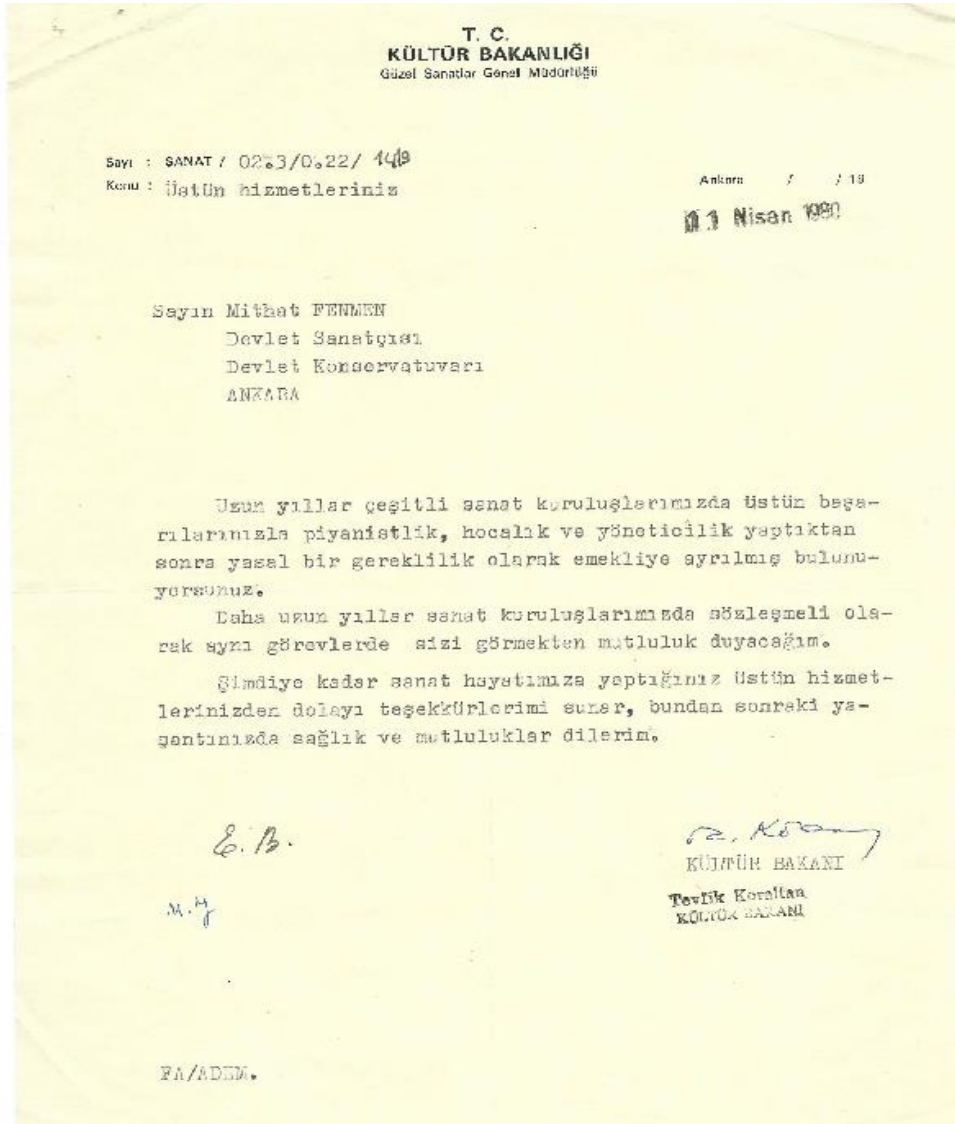 T. C.
KÜLTÜR BAKANLIĞI
Güzel Sanatlar Genel Müdürlüğü
Sayı : SANAT / 02.3/0.22/
Konu : Üstün hizmetleriniz
Ankara / / 19
Nisan 1980
Sayın Mithat FENMEN
Devlet Sanatçısı
Devlet Konservatuvarı
ANKARA
Uzun yıllar çeşitli sanat kuruluşlarımızda üstün başa-
rılarınızla piyanistlik, hocalık ve yöneticilik yaptıktan
sonra yasal bir gereklilik olarak emekliye ayrılmış bulunu-
yorsunuz.
Daha uzun yıllar sanat kuruluşlarımızda sözleşmeli ola-
rak aynı görevlerde sizi görmekten mutluluk duyacağım.
Şimdiye kadar sanat hayatımıza yaptığınız üstün hizmet-
lerinizden dolayı teşekkürlerimi sunar, bundan sonraki ya-
şantınızda sağlık ve mutluluklar dilerim.
E. B.
KÜLTÜR BAKANI
Tevfik Koraltan
KÜLTÜR BAKANI
FA/ADEM.